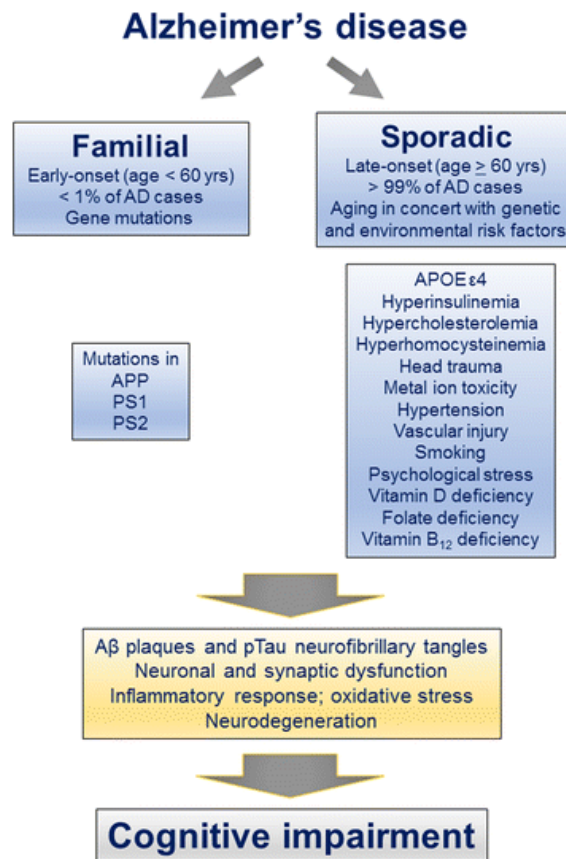 Alzheimer's disease
Familial
Early-onset (age < 60 yrs)
< 1% of AD cases
Gene mutations
Sporadic
Late-onset (age ≥ 60 yrs)
> 99% of AD cases
Aging in concert with genetic
and environmental risk factors
Mutations in
APP
PS1
PS2
APOE ε4
Hyperinsulinemia
Hypercholesterolemia
Hyperhomocysteinemia
Head trauma
Metal ion toxicity
Hypertension
Vascular injury
Smoking
Psychological stress
Vitamin D deficiency
Folate deficiency
Vitamin B₁₂ deficiency
Aβ plaques and pTau neurofibrillary tangles
Neuronal and synaptic dysfunction
Inflammatory response; oxidative stress
Neurodegeneration
Cognitive impairment